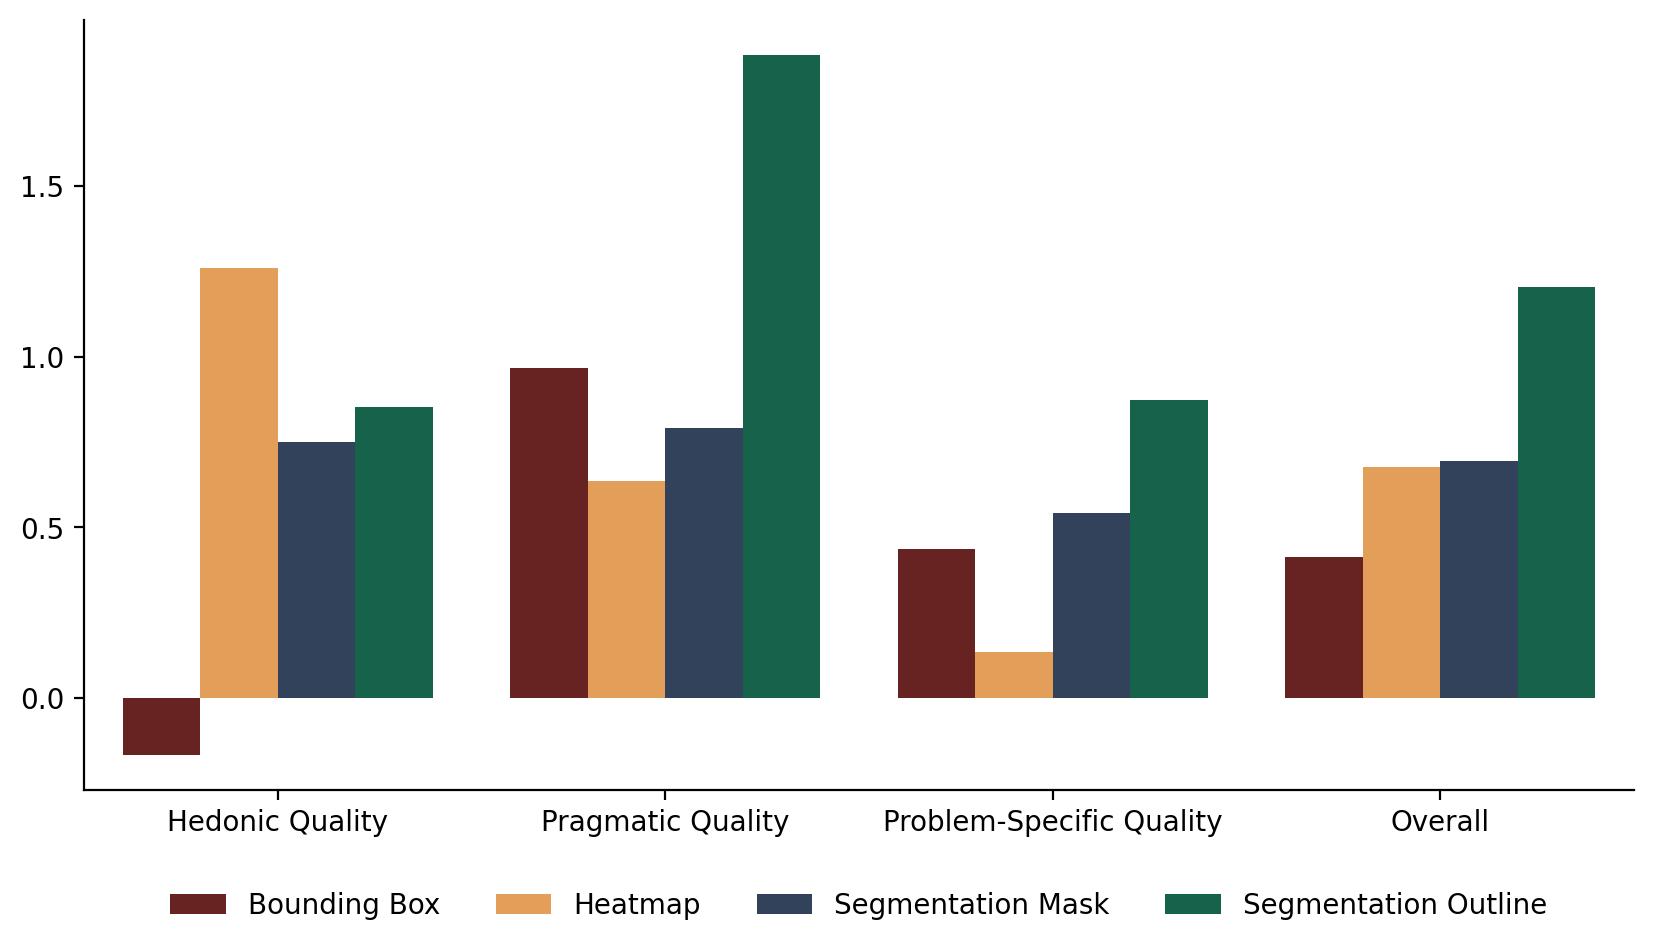 1.5
1.0
0.5
0.0
Hedonic Quality Pragmatic Quality Problem-Specific Quality Overall
Bounding Box Heatmap Segmentation Mask Segmentation Outline